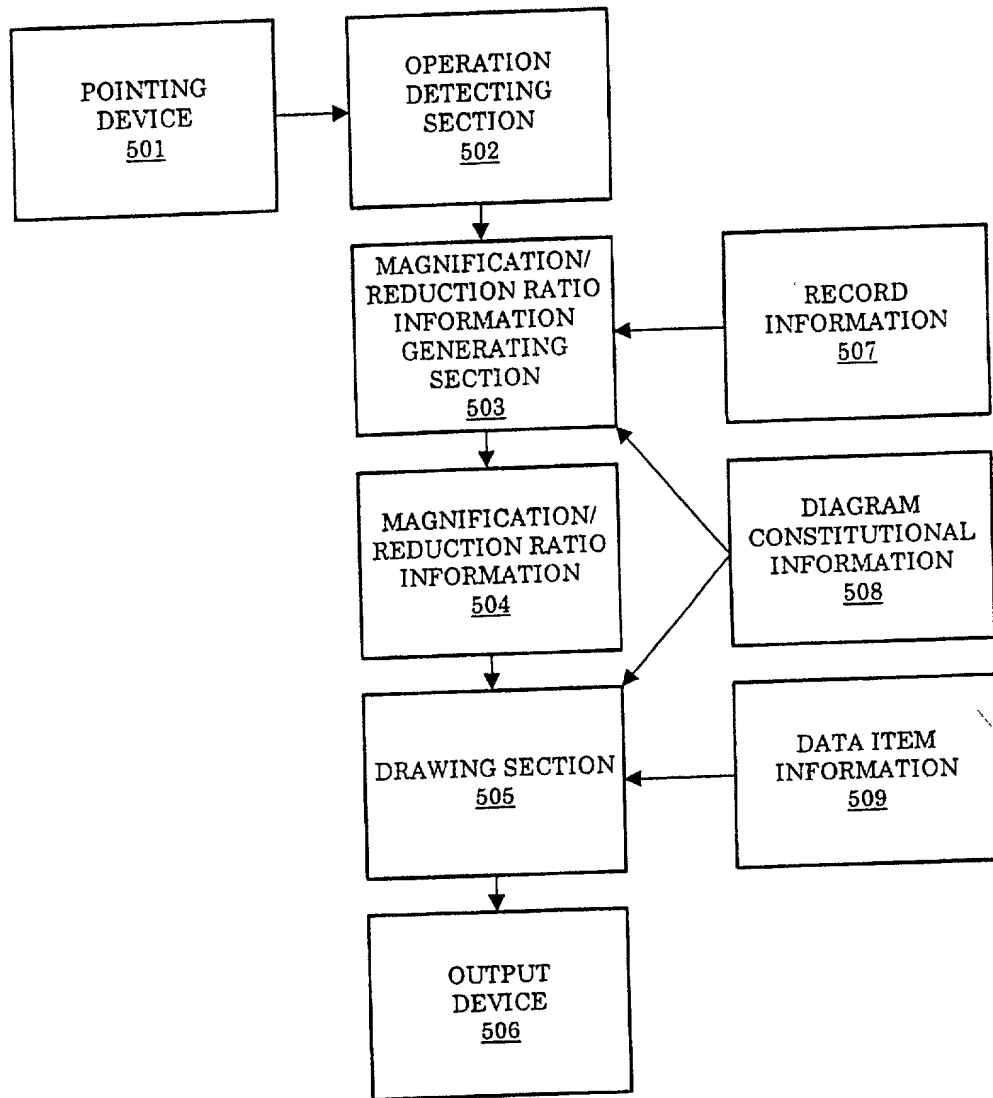 POINTING
DEVICE
501
OPERATION
DETECTING
SECTION
502
MAGNIFICATION/
REDUCTION RATIO
INFORMATION
GENERATING
SECTION
503
RECORD
INFORMATION
507
MAGNIFICATION/
REDUCTION RATIO
INFORMATION
504
DIAGRAM
CONSTITUTIONAL
INFORMATION
508
DRAWING SECTION
505
DATA ITEM
INFORMATION
509
OUTPUT
DEVICE
506